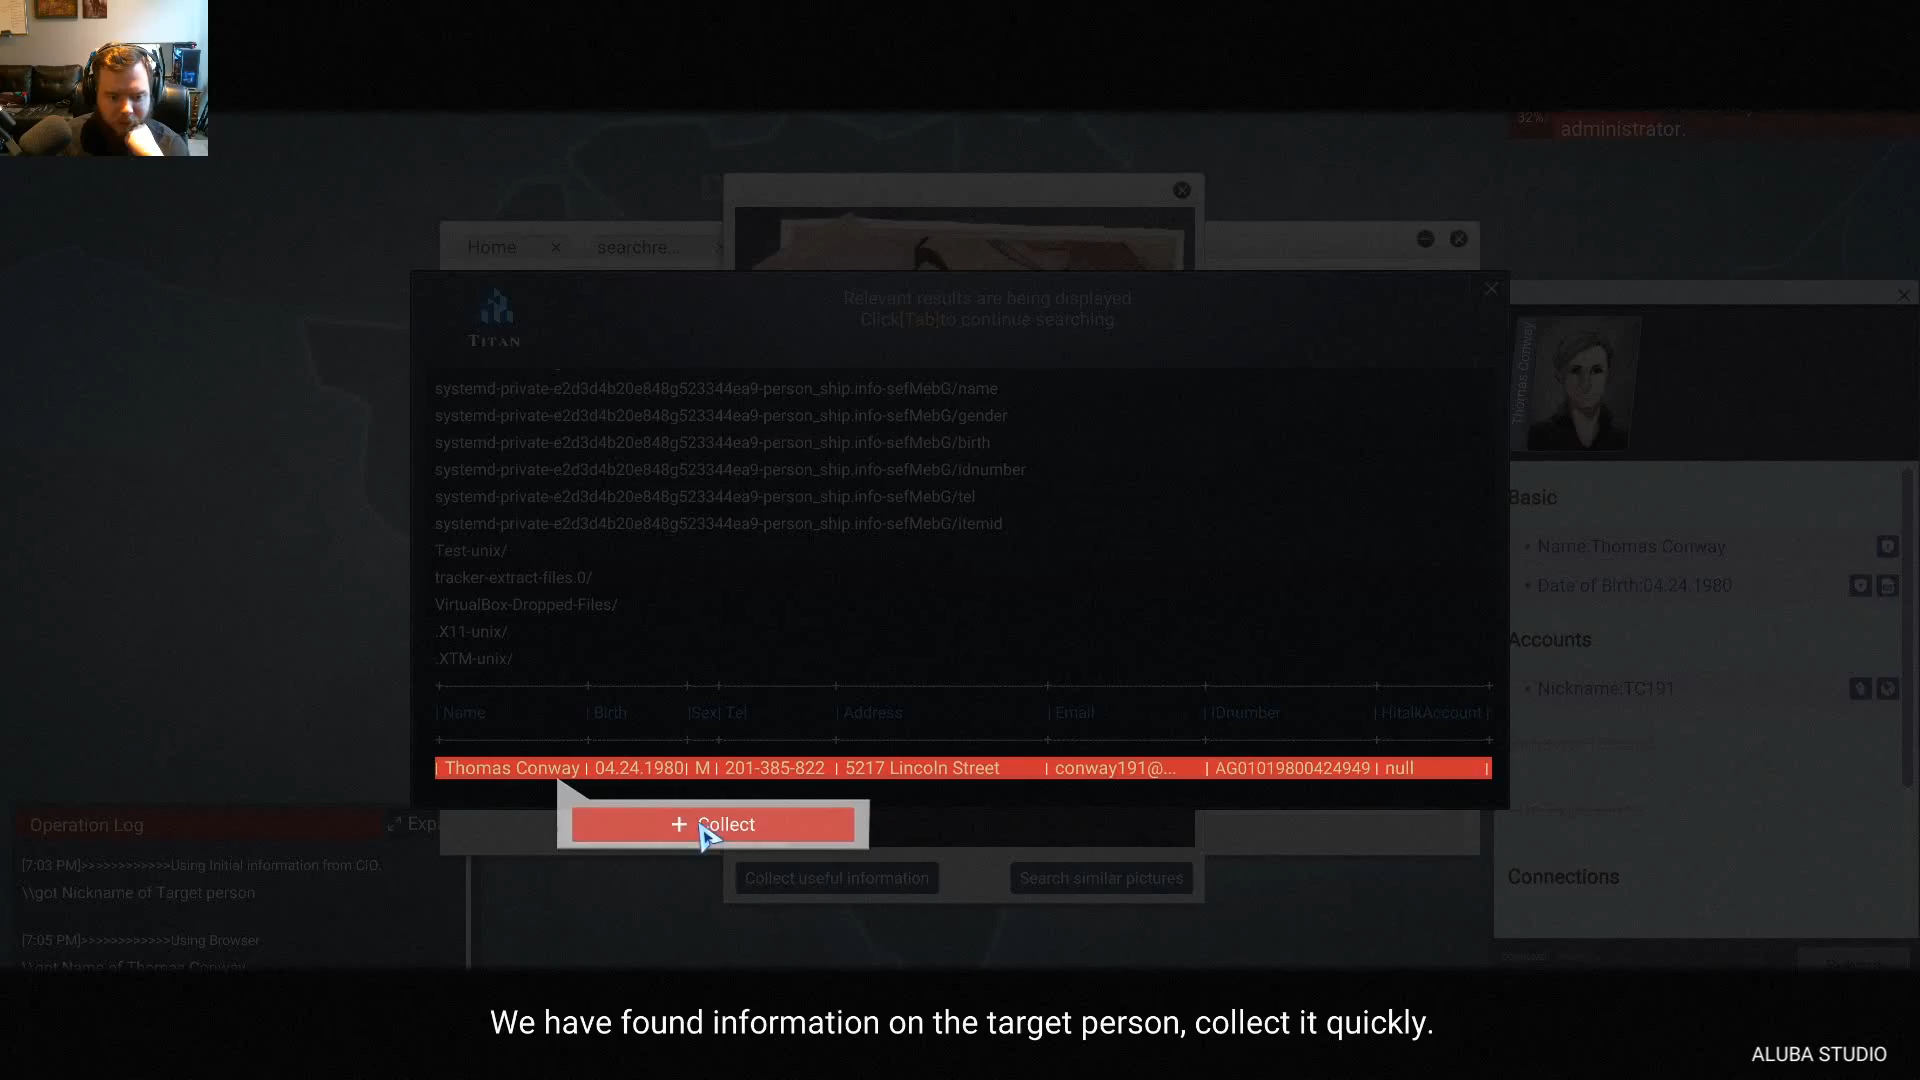 32%
administrator.
Home × searchre...
Relevant results are being displayed
Click[Tab]to continue searching.
TITAN
Thomas Conway
systemd-private-e2d3d4b20e848g523344ea9-person_ship.info-sefMebG/name
systemd-private-e2d3d4b20e848g523344ea9-person_ship.info-sefMebG/gender
systemd-private-e2d3d4b20e848g523344ea9-person_ship.info-sefMebG/birth
systemd-private-e2d3d4b20e848g523344ea9-person_ship.info-sefMebG/idnumber
systemd-private-e2d3d4b20e848g523344ea9-person_ship.info-sefMebG/tel
systemd-private-e2d3d4b20e848g523344ea9-person_ship.info-sefMebG/itemid
Test-unix/
tracker-extract-files.0/
VirtualBox-Dropped-Files/
.X11-unix/
.XTM-unix/
| Name | Birth |Sex| Tel | Address | Email | IDnumber | HitalkAccount |
| Thomas Conway | 04.24.1980| M | 201-385-822 | 5217 Lincoln Street | conway191@... | AG01019800424949 | null |
+ Collect
Basic
• Name:Thomas Conway
• Date of Birth:04.24.1980
Accounts
• Nickname:TC191
Connections
Operation Log
Expa
[7:03 PM]>>>>>>>>>>>>Using Initial information from CIO.
\\got Nickname of Target person
[7:05 PM]>>>>>>>>>>>>Using Browser
\\got Name of Thomas Conway
Collect useful information
Search similar pictures
We have found information on the target person, collect it quickly.
ALUBA STUDIO